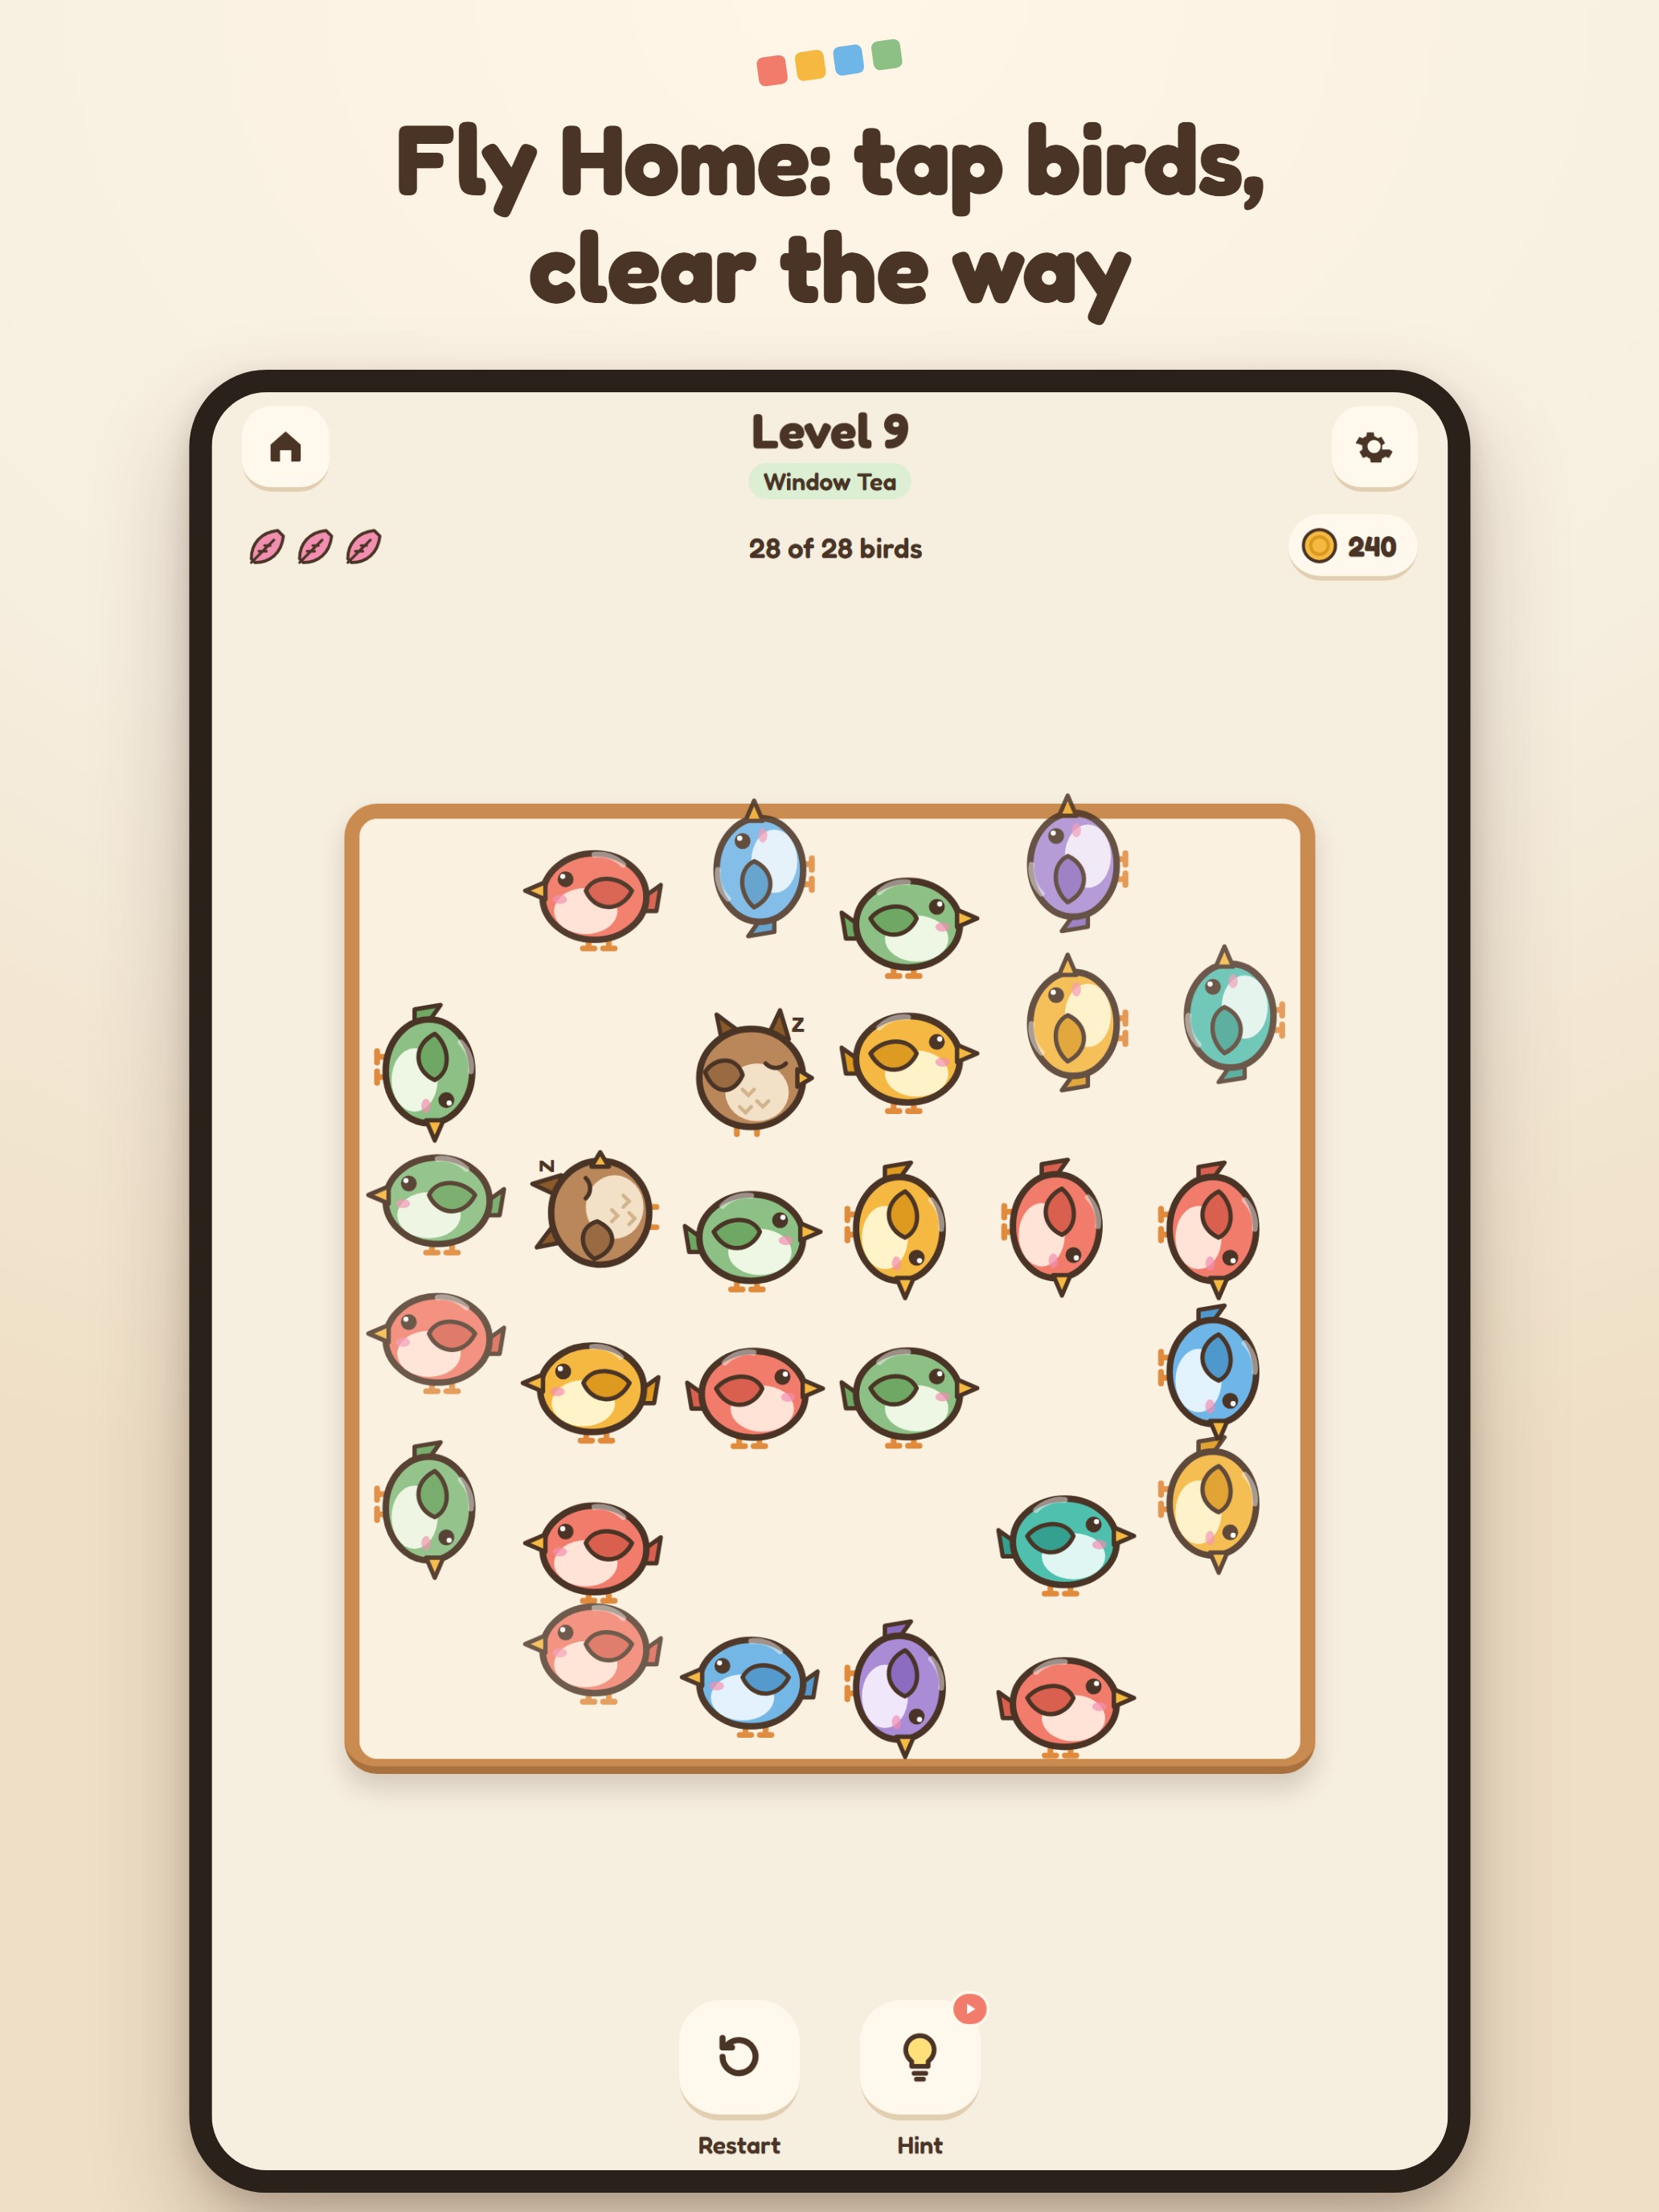 Fly Home: tap birds,
clear the way
Level 9
Window Tea
28 of 28 birds
240
z
z
Restart
Hint